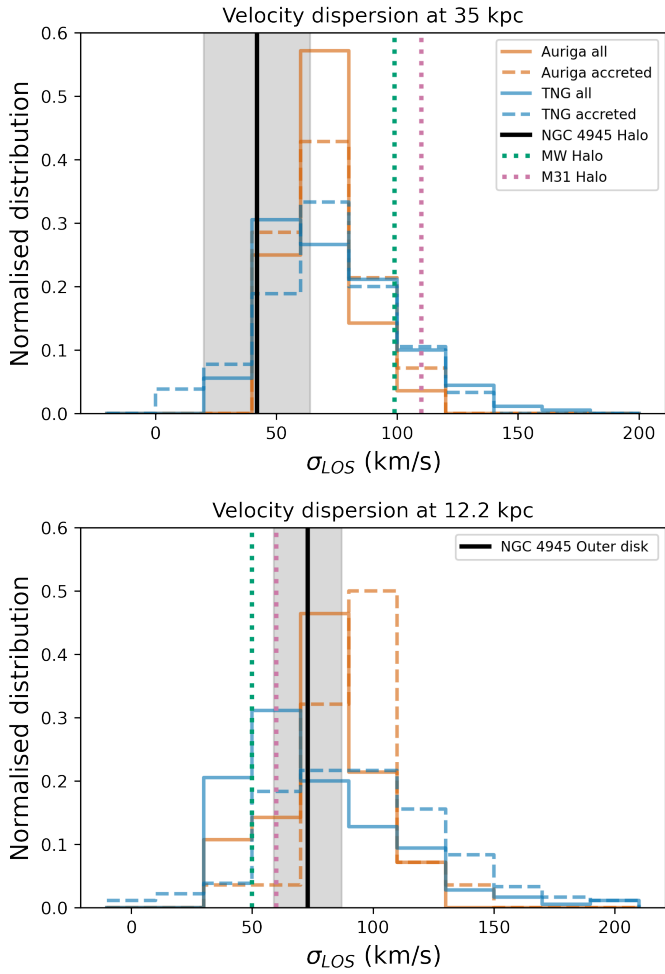 Velocity dispersion at 35 kpc
0.6
0.5
0.4
0.3
0.2
0.1
0.0
Normalised distribution
Auriga all
Auriga accreted
TNG all
TNG accreted
NGC 4945 Halo
MW Halo
M31 Halo
0 50 100 150 200
σLOS (km/s)
Velocity dispersion at 12.2 kpc
0.6
0.5
0.4
0.3
0.2
0.1
0.0
Normalised distribution
NGC 4945 Outer disk
0 50 100 150 200
σLOS (km/s)